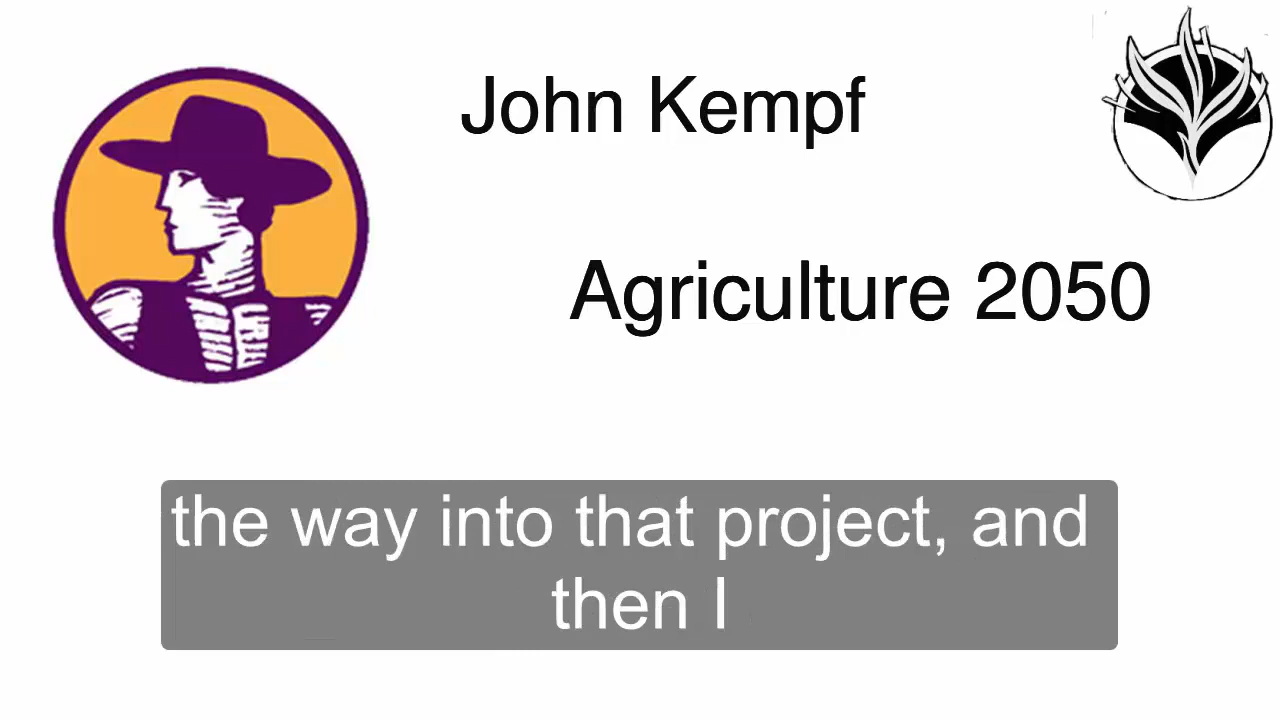 John Kempf
Agriculture 2050
the way into that project, and
then I